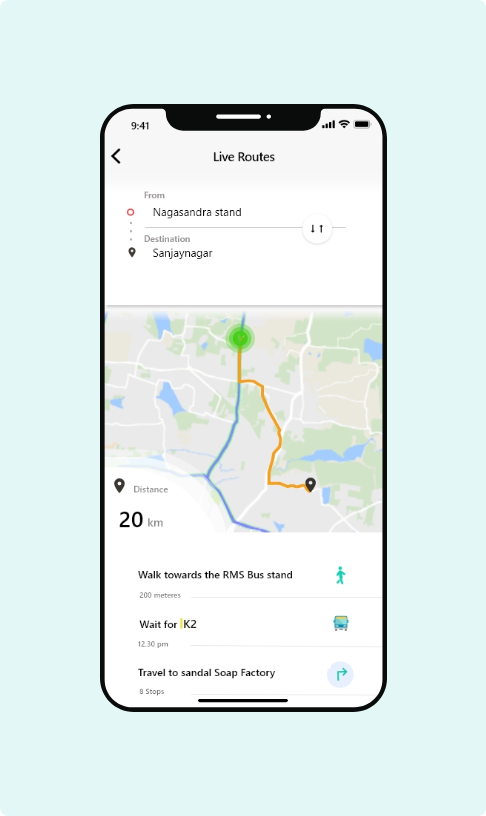 9:41
Live Routes
From
Nagasandra stand
Destination
Sanjaynagar
Distance
20 km
Walk towards the RMS Bus stand
200 meteres
Wait for K2
12.30 pm
Travel to sandal Soap Factory
8 Stops